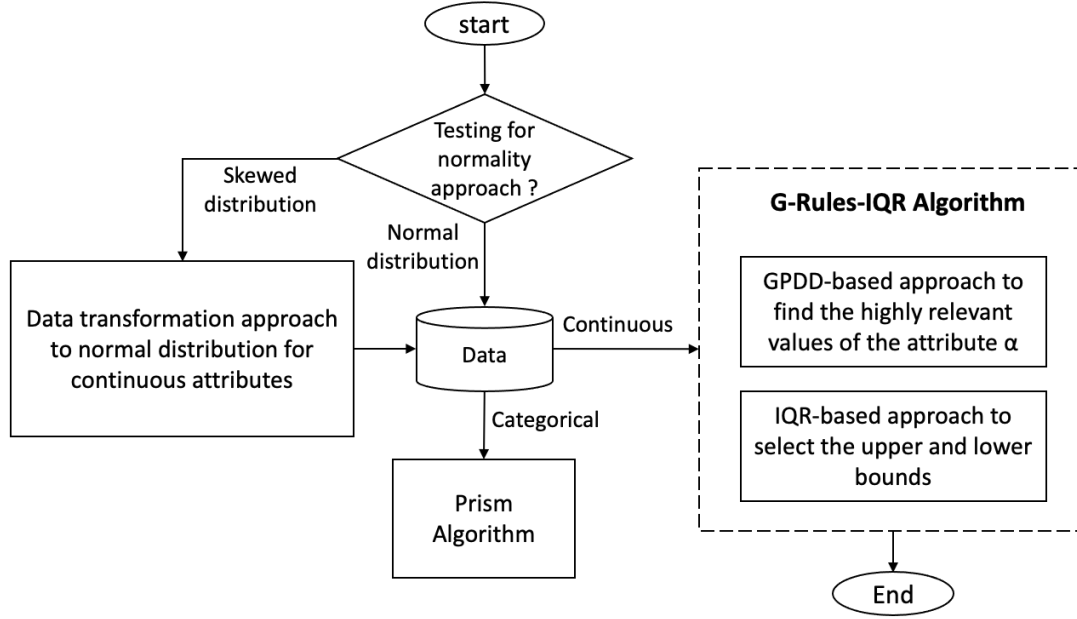 start
Testing for
normality
approach ?
Skewed
distribution
Normal
distribution
Data transformation approach
to normal distribution for
continuous attributes
Data
Continuous
Categorical
Prism
Algorithm
G-Rules-IQR Algorithm
GPDD-based approach to
find the highly relevant
values of the attribute α
IQR-based approach to
select the upper and lower
bounds
End